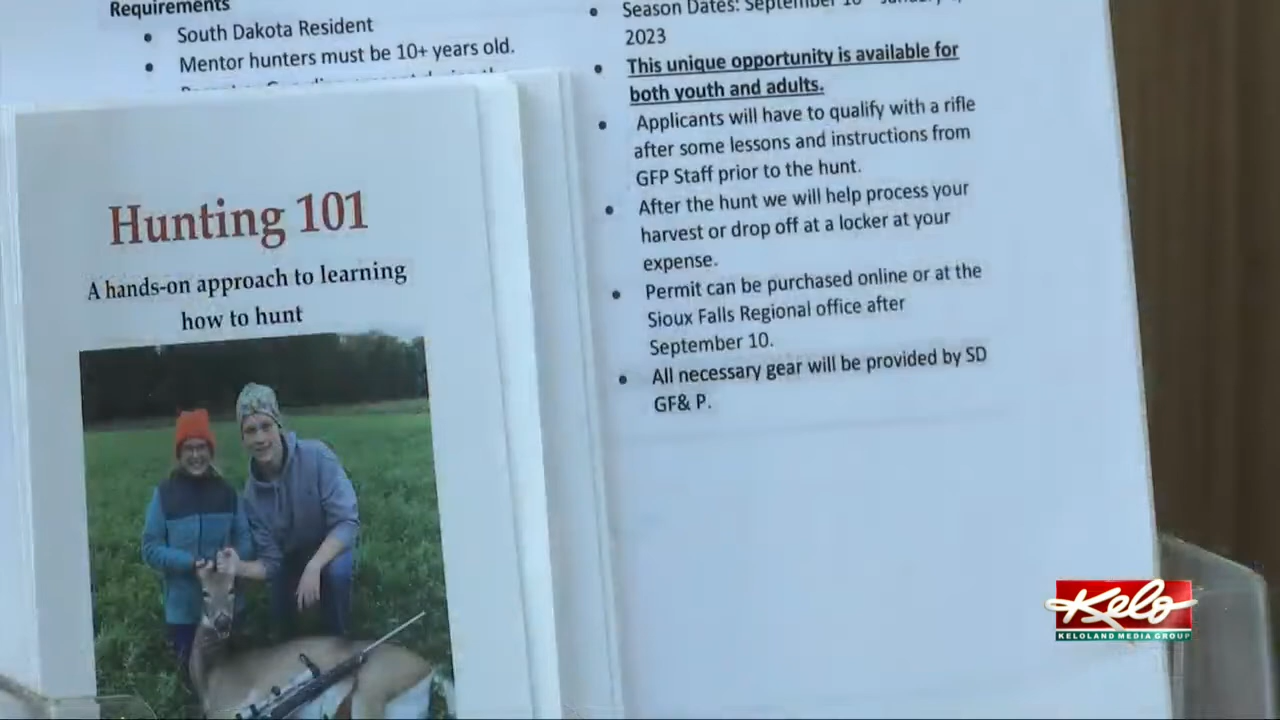 Requirements
South Dakota Resident
Mentor hunters must be 10+ years old.
Season Dates: September
2023
This unique opportunity is available for
both youth and adults.
Applicants will have to qualify with a rifle
after some lessons and instructions from
GFP Staff prior to the hunt.
After the hunt we will help process your
harvest or drop off at a locker at your
expense.
Permit can be purchased online or at the
Sioux Falls Regional office after
September 10.
All necessary gear will be provided by SD
GF& P.
Hunting 101
A hands-on approach to learning
how to hunt
Kelo
KELOLAND MEDIA GROUP